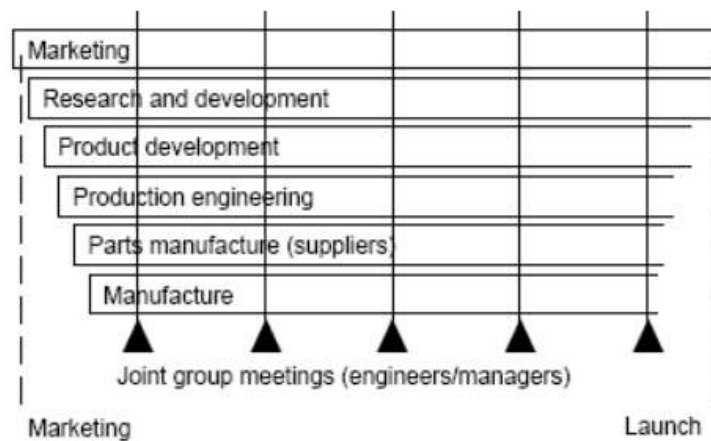 Marketing
Research and development
Product development
Production engineering
Parts manufacture (suppliers)
Manufacture
Joint group meetings (engineers/managers)
Marketing
Launch